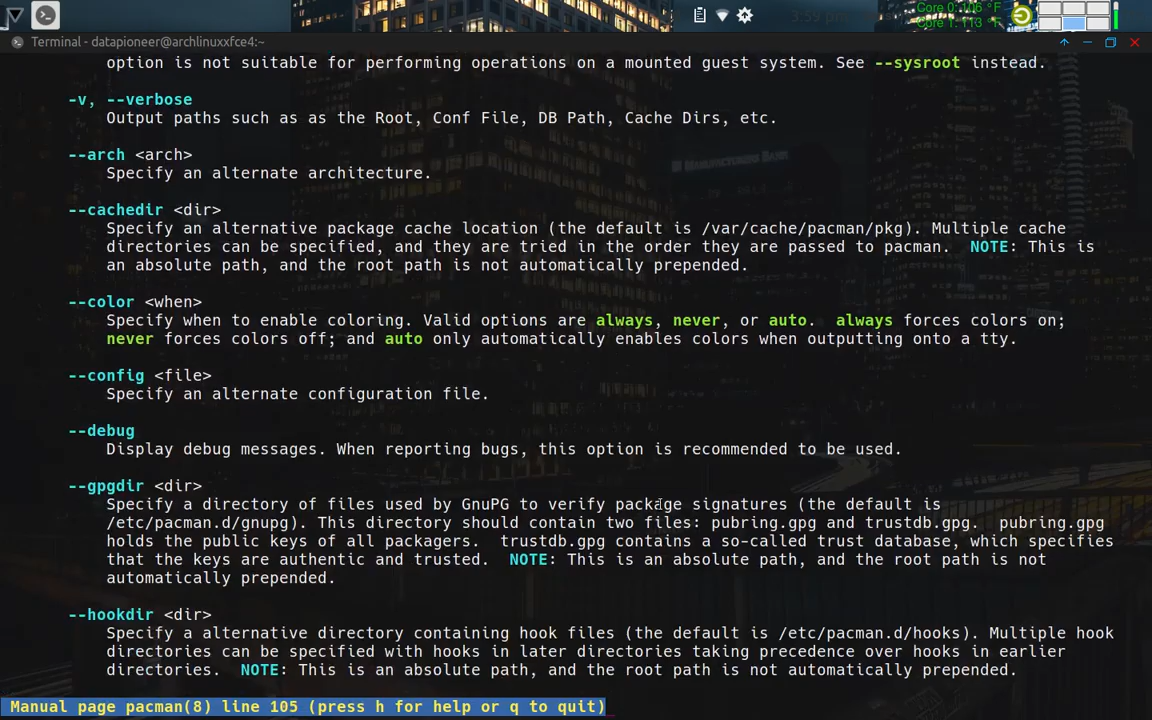 Core 0: 106 °F
Core 1: 113 °F
3:59 pm
Terminal - datapioneer@archlinuxxfce4:~
option is not suitable for performing operations on a mounted guest system. See --sysroot instead.
-v, --verbose
Output paths such as as the Root, Conf File, DB Path, Cache Dirs, etc.
--arch <arch>
Specify an alternate architecture.
--cachedir <dir>
Specify an alternative package cache location (the default is /var/cache/pacman/pkg). Multiple cache
directories can be specified, and they are tried in the order they are passed to pacman.  NOTE: This is
an absolute path, and the root path is not automatically prepended.
--color <when>
Specify when to enable coloring. Valid options are always, never, or auto.  always forces colors on;
never forces colors off; and auto only automatically enables colors when outputting onto a tty.
--config <file>
Specify an alternate configuration file.
--debug
Display debug messages. When reporting bugs, this option is recommended to be used.
--gpgdir <dir>
Specify a directory of files used by GnuPG to verify package signatures (the default is
/etc/pacman.d/gnupg). This directory should contain two files: pubring.gpg and trustdb.gpg.  pubring.gpg
holds the public keys of all packagers.  trustdb.gpg contains a so-called trust database, which specifies
that the keys are authentic and trusted.  NOTE: This is an absolute path, and the root path is not
automatically prepended.
--hookdir <dir>
Specify a alternative directory containing hook files (the default is /etc/pacman.d/hooks). Multiple hook
directories can be specified with hooks in later directories taking precedence over hooks in earlier
directories.  NOTE: This is an absolute path, and the root path is not automatically prepended.
Manual page pacman(8) line 105 (press h for help or q to quit)